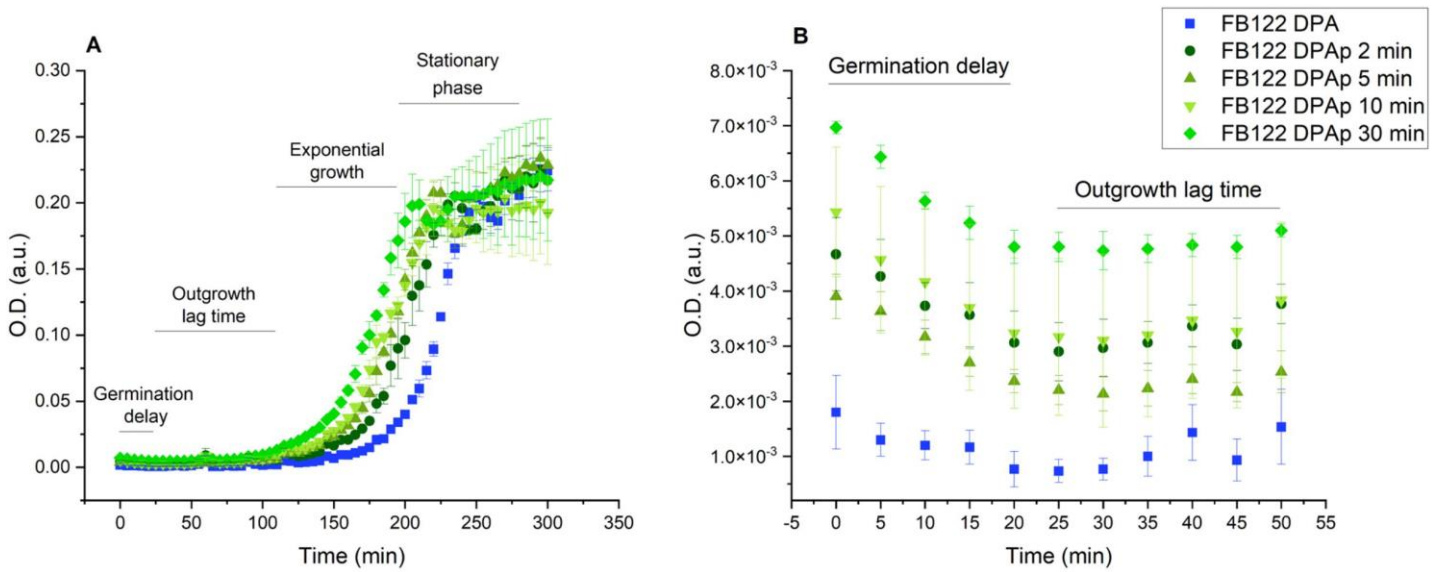 A
Stationary
phase
Exponential
growth
Outgrowth
lag time
Germination
delay
0.30
0.25
0.20
0.15
0.10
0.05
0.00
O.D. (a.u.)
0
50
100
150
200
250
300
350
Time (min)
B
FB122 DPA
FB122 DPAp 2 min
FB122 DPAp 5 min
FB122 DPAp 10 min
FB122 DPAp 30 min
Germination delay
Outgrowth lag time
8.0×10⁻³
7.0×10⁻³
6.0×10⁻³
5.0×10⁻³
4.0×10⁻³
3.0×10⁻³
2.0×10⁻³
1.0×10⁻³
O.D. (a.u.)
-5
0
5
10
15
20
25
30
35
40
45
50
55
Time (min)